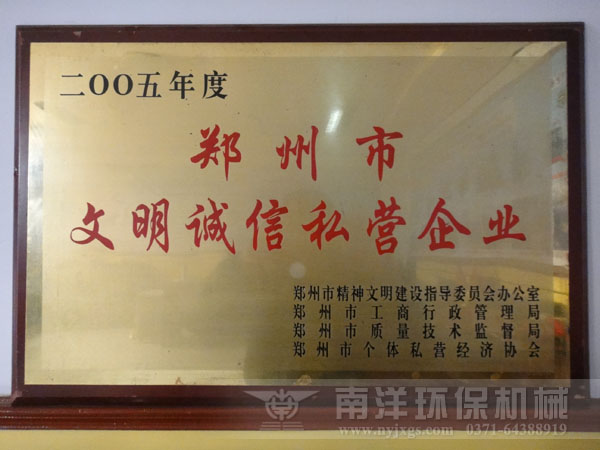 二〇〇五年度
郑州市
文明诚信私营企业
郑州市精神文明建设指导委员会办公室
郑州市工商行政管理局
郑州市质量技术监督局
郑州市个体私营经济协会
南洋环保机械
www.nyjxgs.com 0371-64388919